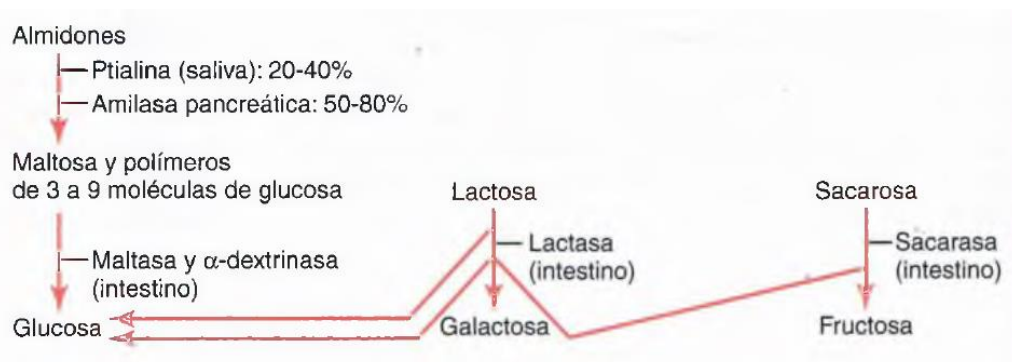 Almidones
Ptialina (saliva): 20-40%
Amilasa pancreática: 50-80%
Maltosa y polímeros
de 3 a 9 moléculas de glucosa
Lactosa
Sacarosa
Maltasa y α-dextrinasa
(intestino)
Lactasa
(intestino)
Sacarasa
(intestino)
Glucosa
Galactosa
Fructosa